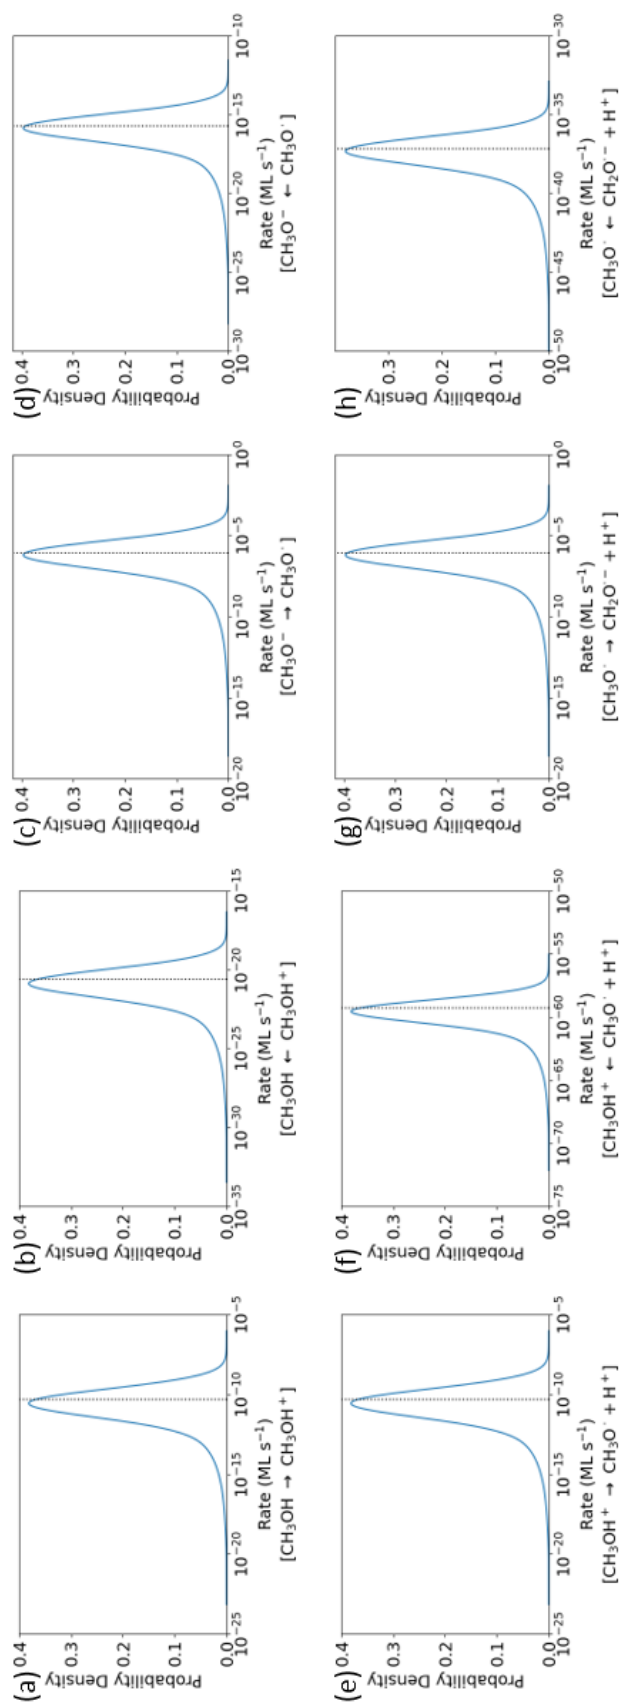 (a)
Probability Density
0.4
0.3
0.2
0.1
0.0
10⁻²⁵ 10⁻²⁰ 10⁻¹⁵ 10⁻¹⁰ 10⁻⁵
Rate (ML s⁻¹)
[CH₃OH → CH₃OH⁺]
(b)
Probability Density
0.4
0.3
0.2
0.1
0.0
10⁻³⁵ 10⁻³⁰ 10⁻²⁵ 10⁻²⁰ 10⁻¹⁵
Rate (ML s⁻¹)
[CH₃OH ← CH₃OH⁺]
(c)
Probability Density
0.4
0.3
0.2
0.1
0.0
10⁻²⁰ 10⁻¹⁵ 10⁻¹⁰ 10⁻⁵ 10⁰
Rate (ML s⁻¹)
[CH₃O⁻ → CH₃O˙]
(d)
Probability Density
0.4
0.3
0.2
0.1
0.0
10⁻³⁰ 10⁻²⁵ 10⁻²⁰ 10⁻¹⁵ 10⁻¹⁰
Rate (ML s⁻¹)
[CH₃O⁻ ← CH₃O˙]
(e)
Probability Density
0.4
0.3
0.2
0.1
0.0
10⁻²⁵ 10⁻²⁰ 10⁻¹⁵ 10⁻¹⁰ 10⁻⁵
Rate (ML s⁻¹)
[CH₃OH⁺ → CH₃O˙ + H⁺]
(f)
Probability Density
0.4
0.3
0.2
0.1
0.0
10⁻⁷⁵ 10⁻⁷⁰ 10⁻⁶⁵ 10⁻⁶⁰ 10⁻⁵⁵ 10⁻⁵⁰
Rate (ML s⁻¹)
[CH₃OH⁺ ← CH₃O˙ + H⁺]
(g)
Probability Density
0.4
0.3
0.2
0.1
0.0
10⁻²⁰ 10⁻¹⁵ 10⁻¹⁰ 10⁻⁵ 10⁰
Rate (ML s⁻¹)
[CH₃O˙ → CH₂O˙⁻ + H⁺]
(h)
Probability Density
0.3
0.2
0.1
0.0
10⁻⁵⁰ 10⁻⁴⁵ 10⁻⁴⁰ 10⁻³⁵ 10⁻³⁰
Rate (ML s⁻¹)
[CH₃O˙ ← CH₂O˙⁻ + H⁺]